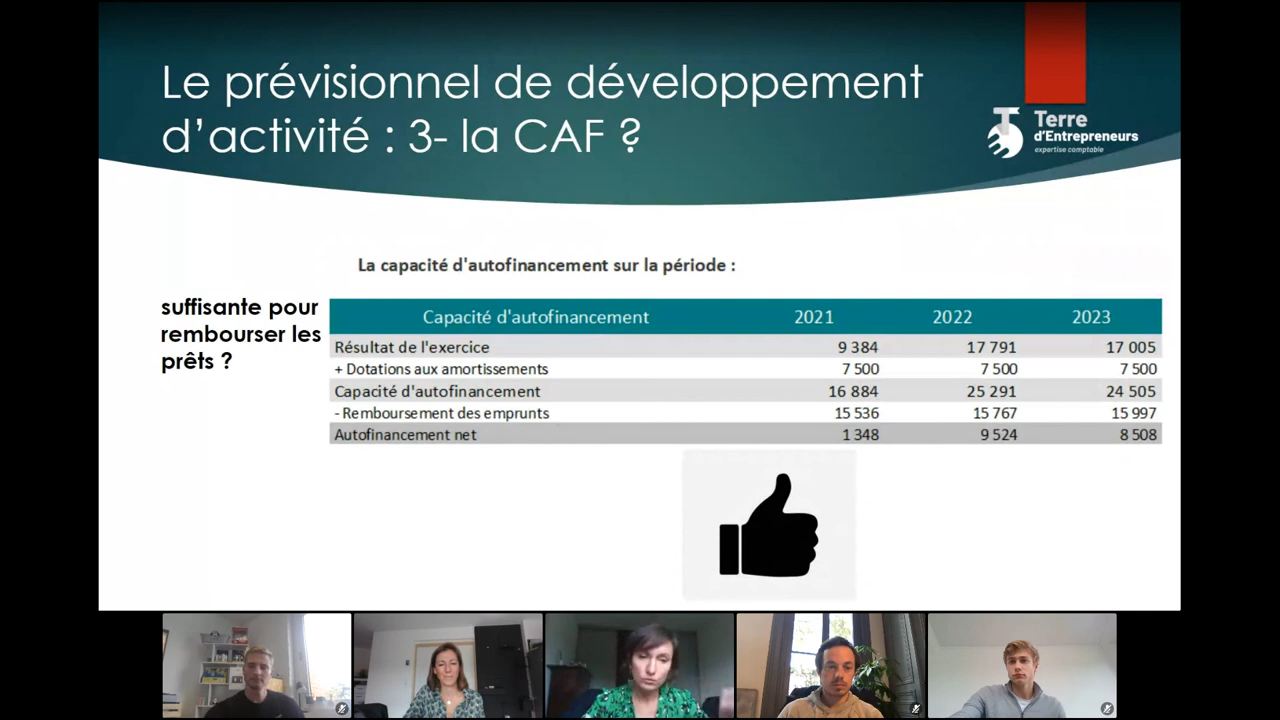 Le prévisionnel de développement
d'activité : 3- la CAF ?
Terre
d'Entrepreneurs
expertise comptable
La capacité d'autofinancement sur la période :
suffisante pour
rembourser les
prêts ?
Capacité d'autofinancement 2021 2022 2023
Résultat de l'exercice 9 384 17 791 17 005
+ Dotations aux amortissements 7 500 7 500 7 500
Capacité d'autofinancement 16 884 25 291 24 505
- Remboursement des emprunts 15 536 15 767 15 997
Autofinancement net 1 348 9 524 8 508